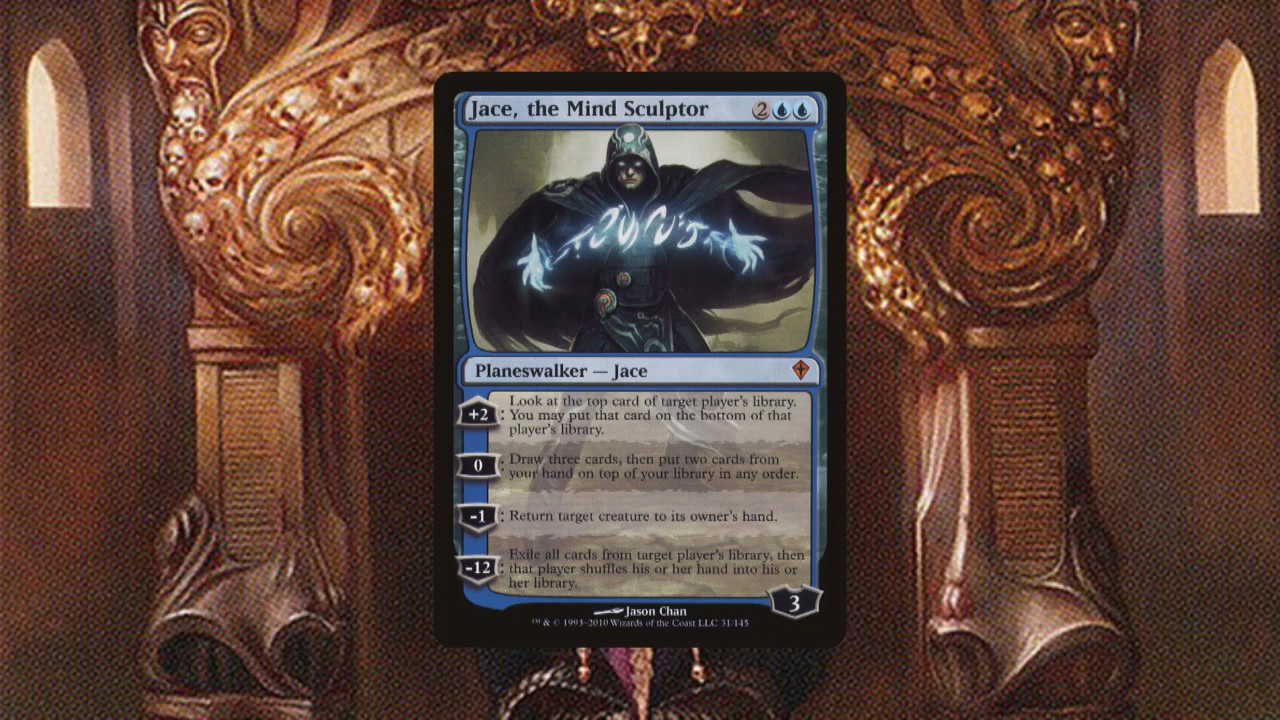 Jace, the Mind Sculptor 2
Planeswalker — Jace
+2: Look at the top card of target player's library.
You may put that card on the bottom of that
player's library.
0: Draw three cards, then put two cards from
your hand on top of your library in any order.
-1: Return target creature to its owner's hand.
-12: Exile all cards from target player's library, then
that player shuffles his or her hand into his or
her library.
3
Jason Chan
™ & © 1993–2010 Wizards of the Coast LLC 31/145